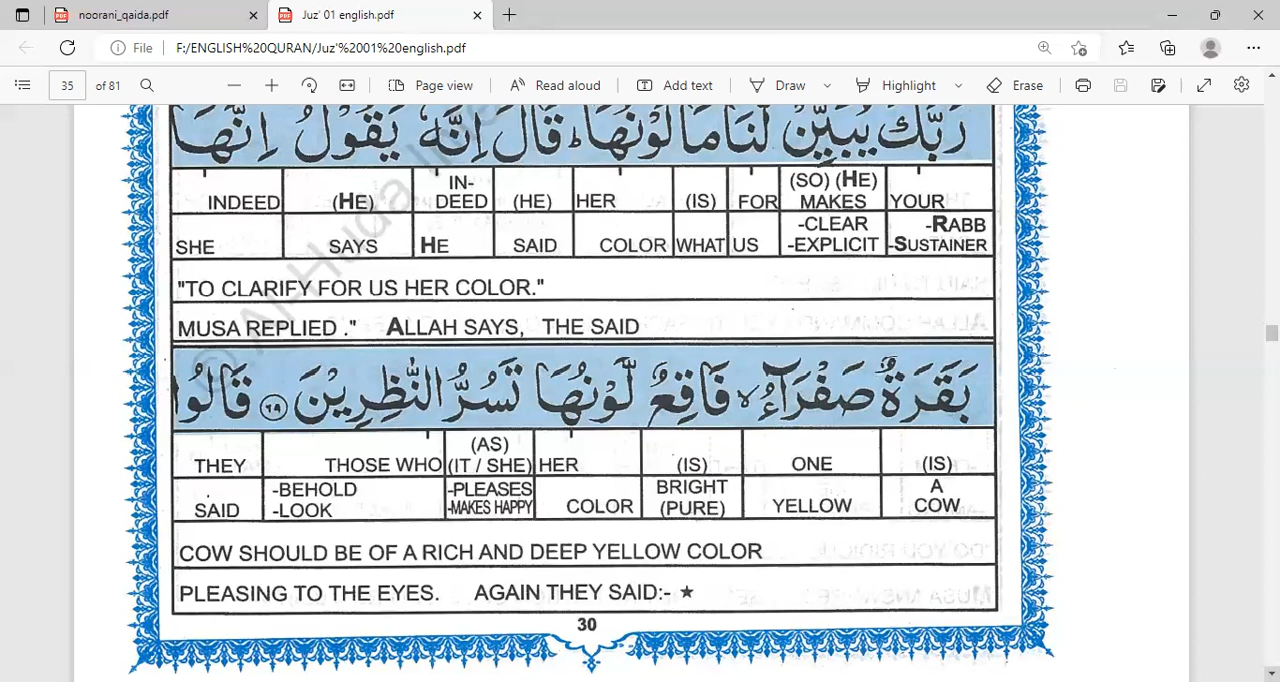 noorani_qaida.pdf
Juz' 01 english.pdf
File
F:/ENGLISH%20QURAN/Juz'%2001%20english.pdf
35 of 81
Page view
Read aloud
Add text
Draw
Highlight
Erase
رَبَّكَ يُبَيِّنْ لَّنَا مَا لَوْنُهَا ؕ قَالَ اِنَّهٗ يَقُوْلُ اِنَّهَا
INDEED (HE) IN- (HE) HER (IS) FOR (SO) (HE) YOUR
DEED MAKES
SHE SAYS HE SAID COLOR WHAT US -CLEAR -RABB
-EXPLICIT -SUSTAINER
"TO CLARIFY FOR US HER COLOR."
MUSA REPLIED ." ALLAH SAYS, THE SAID
بَقَرَةٌ صَفْرَآءُ ۙ فَاقِعٌ لَّوْنُهَا تَسُرُّ النّٰظِرِيْنَ ۶۹ قَالُوا
THEY THOSE WHO (AS) HER (IS) ONE (IS)
(IT / SHE)
SAID -BEHOLD -PLEASES COLOR BRIGHT YELLOW A
-LOOK -MAKES HAPPY (PURE) COW
COW SHOULD BE OF A RICH AND DEEP YELLOW COLOR
PLEASING TO THE EYES. AGAIN THEY SAID:- ★
30